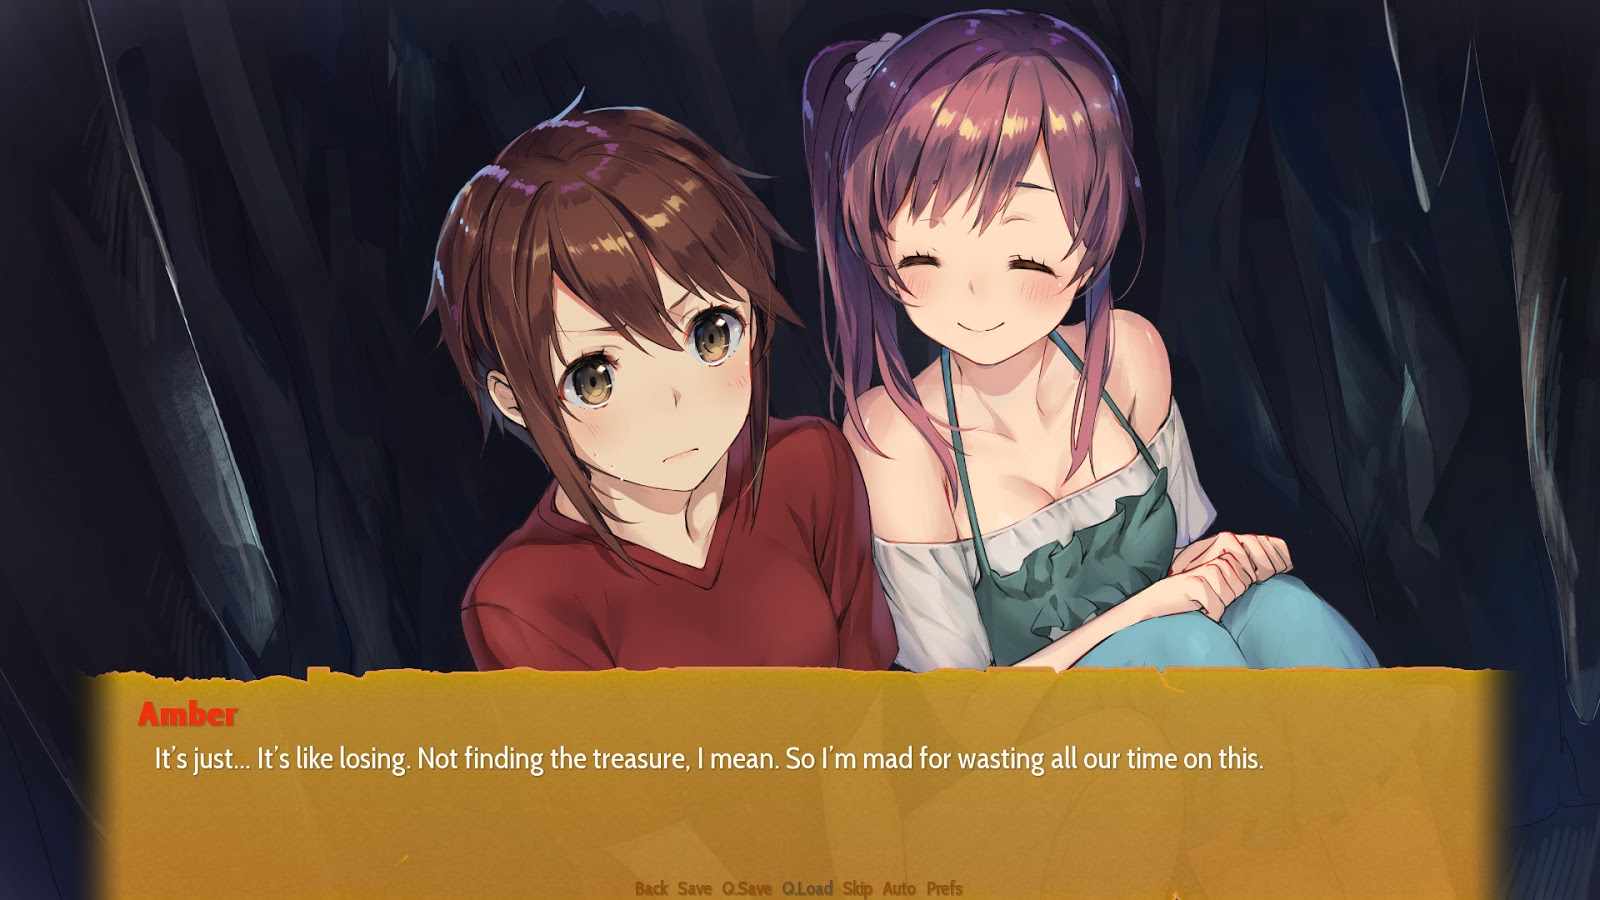 Amber
It’s just... It’s like losing. Not finding the treasure, I mean. So I’m mad for wasting all our time on this.
Back Save Q.Save Q.Load Skip Auto Prefs